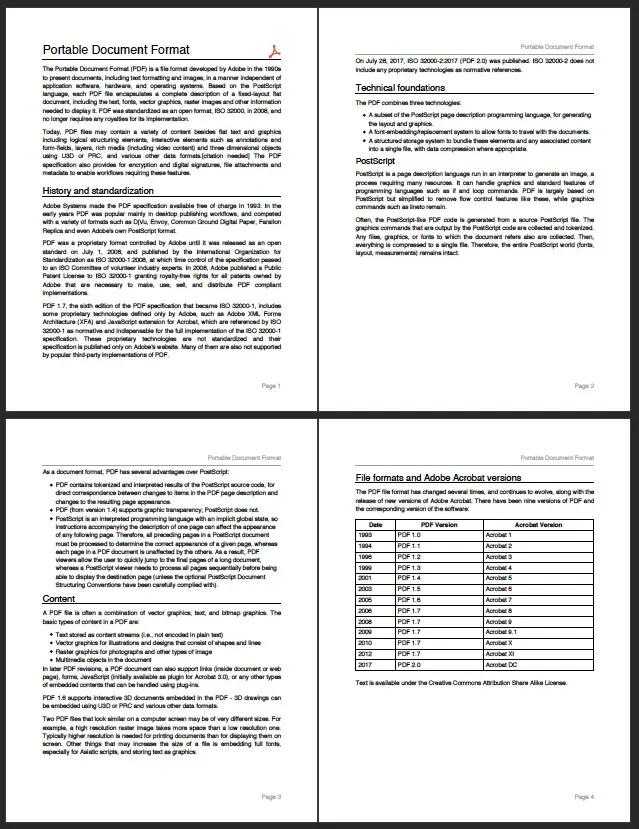 Portable Document Format
The Portable Document Format (PDF) is a file format developed by Adobe in the 1990s
to present documents, including text formatting and images, in a manner independent of
application software, hardware, and operating systems. Based on the PostScript
language, each PDF file encapsulates a complete description of a fixed-layout flat
document, including the text, fonts, vector graphics, raster images and other information
needed to display it. PDF was standardized as an open format, ISO 32000, in 2008, and
no longer requires any royalties for its implementation.
Today, PDF files may contain a variety of content besides flat text and graphics
including logical structuring elements, interactive elements such as annotations and
form-fields, layers, rich media (including video content) and three dimensional objects
using U3D or PRC, and various other data formats.[citation needed] The PDF
specification also provides for encryption and digital signatures, file attachments and
metadata to enable workflows requiring these features.
History and standardization
Adobe Systems made the PDF specification available free of charge in 1993. In the
early years PDF was popular mainly in desktop publishing workflows, and competed
with a variety of formats such as DjVu, Envoy, Common Ground Digital Paper, Farallon
Replica and even Adobe's own PostScript format.
PDF was a proprietary format controlled by Adobe until it was released as an open
standard on July 1, 2008, and published by the International Organization for
Standardization as ISO 32000-1:2008, at which time control of the specification passed
to an ISO Committee of volunteer industry experts. In 2008, Adobe published a Public
Patent License to ISO 32000-1 granting royalty-free rights for all patents owned by
Adobe that are necessary to make, use, sell, and distribute PDF compliant
implementations.
PDF 1.7, the sixth edition of the PDF specification that became ISO 32000-1, includes
some proprietary technologies defined only by Adobe, such as Adobe XML Forms
Architecture (XFA) and JavaScript extension for Acrobat, which are referenced by ISO
32000-1 as normative and indispensable for the full implementation of the ISO 32000-1
specification. These proprietary technologies are not standardized and their
specification is published only on Adobe's website. Many of them are also not supported
by popular third-party implementations of PDF.
Page 1
Portable Document Format
On July 28, 2017, ISO 32000-2:2017 (PDF 2.0) was published. ISO 32000-2 does not
include any proprietary technologies as normative references.
Technical foundations
The PDF combines three technologies:
• A subset of the PostScript page description programming language, for generating
the layout and graphics.
• A font-embedding/replacement system to allow fonts to travel with the documents.
• A structured storage system to bundle these elements and any associated content
into a single file, with data compression where appropriate.
PostScript
PostScript is a page description language run in an interpreter to generate an image, a
process requiring many resources. It can handle graphics and standard features of
programming languages such as if and loop commands. PDF is largely based on
PostScript but simplified to remove flow control features like these, while graphics
commands such as lineto remain.
Often, the PostScript-like PDF code is generated from a source PostScript file. The
graphics commands that are output by the PostScript code are collected and tokenized.
Any files, graphics, or fonts to which the document refers also are collected. Then,
everything is compressed to a single file. Therefore, the entire PostScript world (fonts,
layout, measurements) remains intact.
Page 2
Portable Document Format
As a document format, PDF has several advantages over PostScript:
• PDF contains tokenized and interpreted results of the PostScript source code, for
direct correspondence between changes to items in the PDF page description and
changes to the resulting page appearance.
• PDF (from version 1.4) supports graphic transparency; PostScript does not.
• PostScript is an interpreted programming language with an implicit global state, so
instructions accompanying the description of one page can affect the appearance
of any following page. Therefore, all preceding pages in a PostScript document
must be processed to determine the correct appearance of a given page, whereas
each page in a PDF document is unaffected by the others. As a result, PDF
viewers allow the user to quickly jump to the final pages of a long document,
whereas a PostScript viewer needs to process all pages sequentially before being
able to display the destination page (unless the optional PostScript Document
Structuring Conventions have been carefully complied with).
Content
A PDF file is often a combination of vector graphics, text, and bitmap graphics. The
basic types of content in a PDF are:
• Text stored as content streams (i.e., not encoded in plain text)
• Vector graphics for illustrations and designs that consist of shapes and lines
• Raster graphics for photographs and other types of image
• Multimedia objects in the document
In later PDF revisions, a PDF document can also support links (inside document or web
page), forms, JavaScript (initially available as plugin for Acrobat 3.0), or any other types
of embedded contents that can be handled using plug-ins.
PDF 1.6 supports interactive 3D documents embedded in the PDF - 3D drawings can
be embedded using U3D or PRC and various other data formats.
Two PDF files that look similar on a computer screen may be of very different sizes. For
example, a high resolution raster image takes more space than a low resolution one.
Typically higher resolution is needed for printing documents than for displaying them on
screen. Other things that may increase the size of a file is embedding full fonts,
especially for Asiatic scripts, and storing text as graphics.
Page 3
Portable Document Format
File formats and Adobe Acrobat versions
The PDF file format has changed several times, and continues to evolve, along with the
release of new versions of Adobe Acrobat. There have been nine versions of PDF and
the corresponding version of the software:
Date PDF Version Acrobat Version
1993 PDF 1.0 Acrobat 1
1994 PDF 1.1 Acrobat 2
1996 PDF 1.2 Acrobat 3
1999 PDF 1.3 Acrobat 4
2001 PDF 1.4 Acrobat 5
2003 PDF 1.5 Acrobat 6
2005 PDF 1.6 Acrobat 7
2006 PDF 1.7 Acrobat 8
2008 PDF 1.7 Acrobat 9
2009 PDF 1.7 Acrobat 9.1
2010 PDF 1.7 Acrobat X
2012 PDF 1.7 Acrobat XI
2017 PDF 2.0 Acrobat DC
Text is available under the Creative Commons Attribution Share Alike License.
Page 4